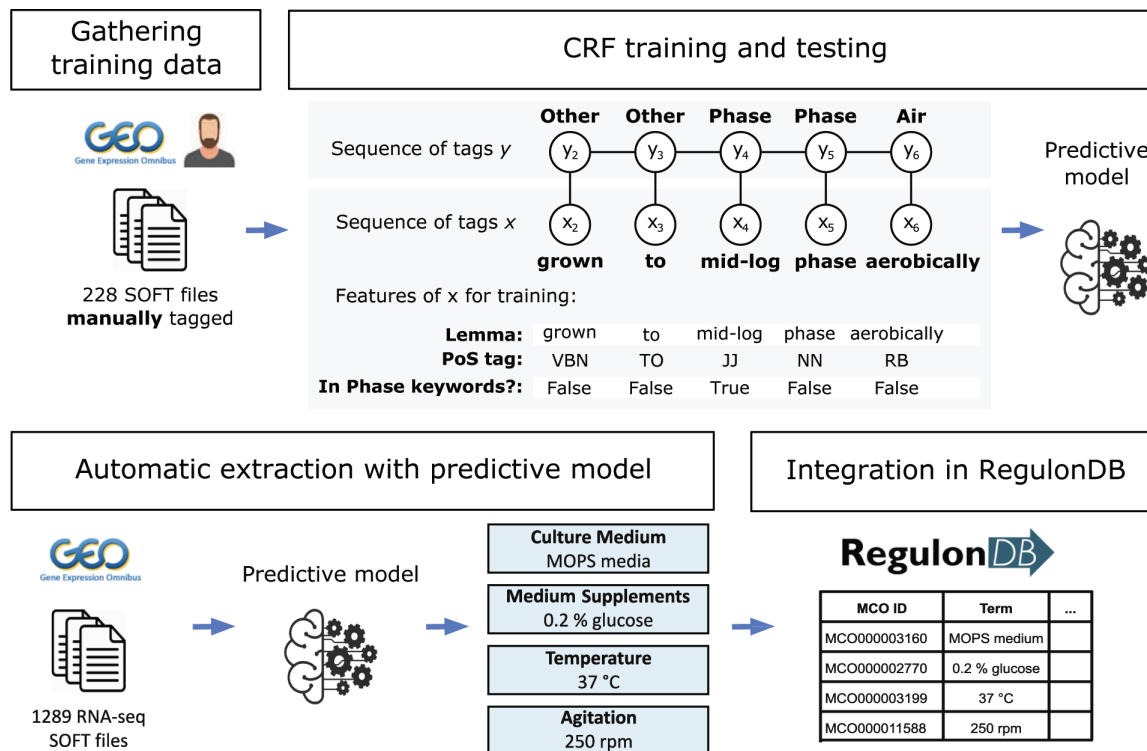 Gathering
training data
CRF training and testing
GEO
Gene Expression Omnibus
228 SOFT files
manually tagged
Other Other Phase Phase Air
Sequence of tags y
y2 y3 y4 y5 y6
Sequence of tags x
x2 x3 x4 x5 x6
grown to mid-log phase aerobically
Features of x for training:
Lemma: grown to mid-log phase aerobically
PoS tag: VBN TO JJ NN RB
In Phase keywords?: False False True False False
Predictive
model
Automatic extraction with predictive model
GEO
Gene Expression Omnibus
1289 RNA-seq
SOFT files
Predictive model
Culture Medium
MOPS media
Medium Supplements
0.2 % glucose
Temperature
37 °C
Agitation
250 rpm
Integration in RegulonDB
RegulonDB
MCO ID Term ...
MCO000003160 MOPS medium
MCO000002770 0.2 % glucose
MCO000003199 37 °C
MCO000011588 250 rpm